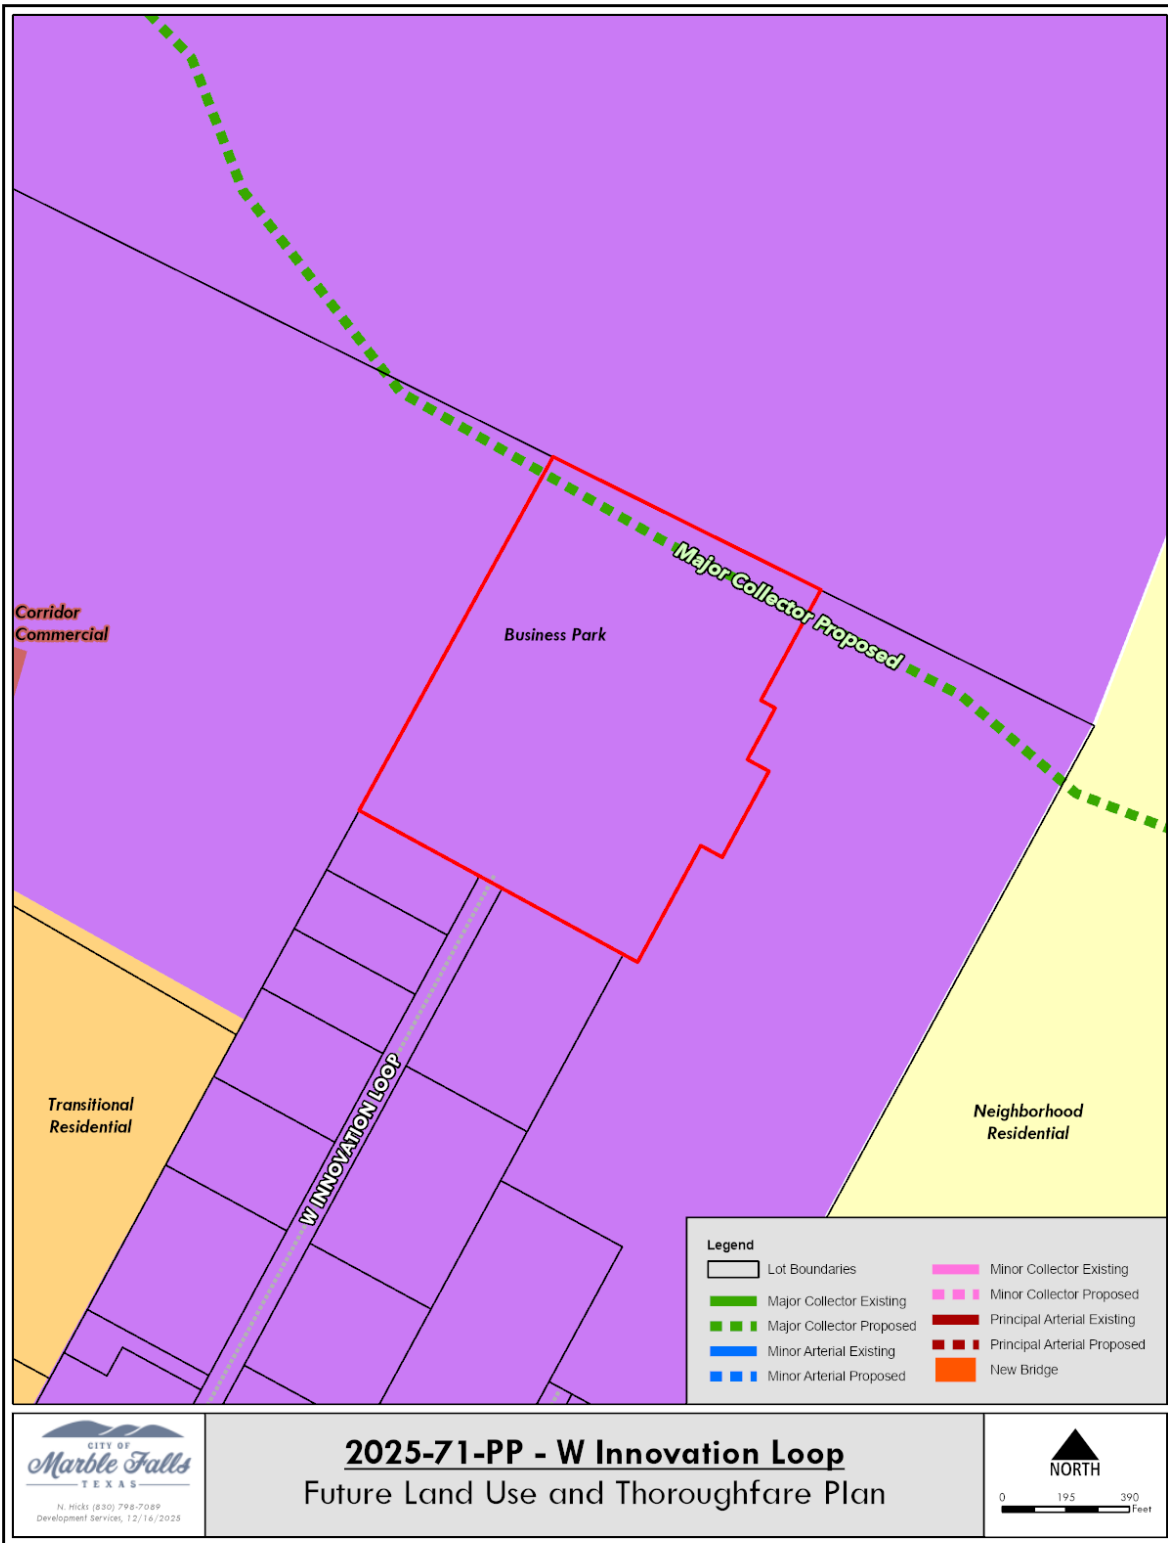 Major Collector Proposed
Corridor
Commercial
Business Park
W INNOVATION LOOP
Transitional
Residential
Neighborhood
Residential
Legend
Lot Boundaries
Major Collector Existing
Major Collector Proposed
Minor Arterial Existing
Minor Arterial Proposed
Minor Collector Existing
Minor Collector Proposed
Principal Arterial Existing
Principal Arterial Proposed
New Bridge
CITY OF
Marble Falls
TEXAS
N. Hicks (830) 798-7089
Development Services, 12/16/2025
2025-71-PP - W Innovation Loop
Future Land Use and Thoroughfare Plan
NORTH
0 195 390
Feet